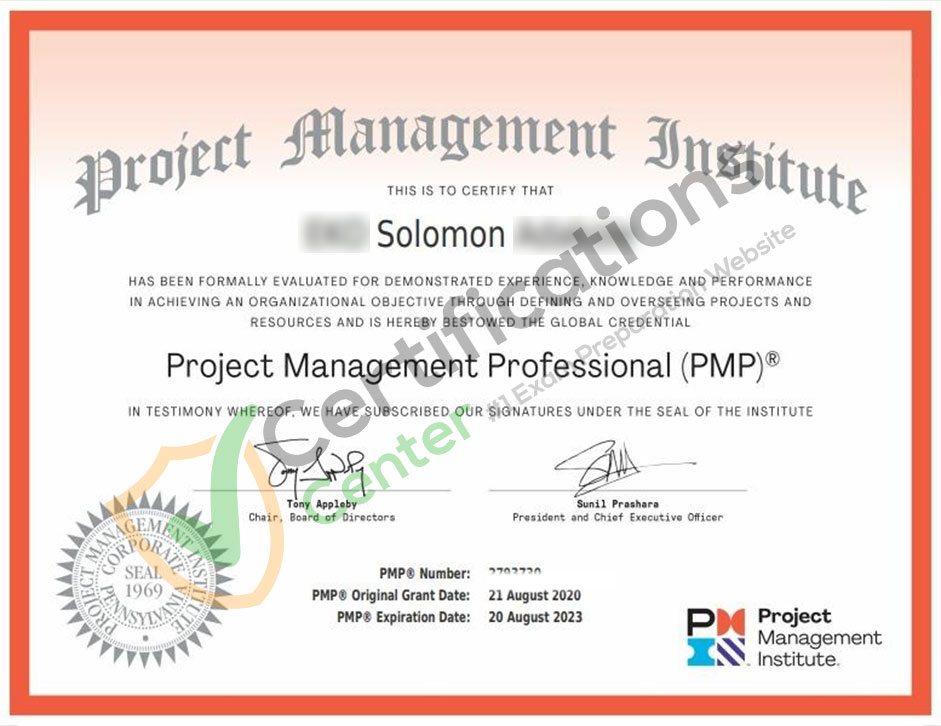 Project Management Institute
THIS IS TO CERTIFY THAT
Solomon
HAS BEEN FORMALLY EVALUATED FOR DEMONSTRATED EXPERIENCE, KNOWLEDGE AND PERFORMANCE
IN ACHIEVING AN ORGANIZATIONAL OBJECTIVE THROUGH DEFINING AND OVERSEEING PROJECTS AND
RESOURCES AND IS HEREBY BESTOWED THE GLOBAL CREDENTIAL
Project Management Professional (PMP)®
IN TESTIMONY WHEREOF, WE HAVE SUBSCRIBED OUR SIGNATURES UNDER THE SEAL OF THE INSTITUTE
Certifications
Center
#1 Exam Preparation Website
Tony Appleby
Chair, Board of Directors
Sunil Prashara
President and Chief Executive Officer
PROJECT MANAGEMENT INSTITUTE
CORPORATE
SEAL
1969
PENNSYLVANIA
PMP® Number:
PMP® Original Grant Date: 21 August 2020
PMP® Expiration Date: 20 August 2023
PM
Project
Management
Institute.